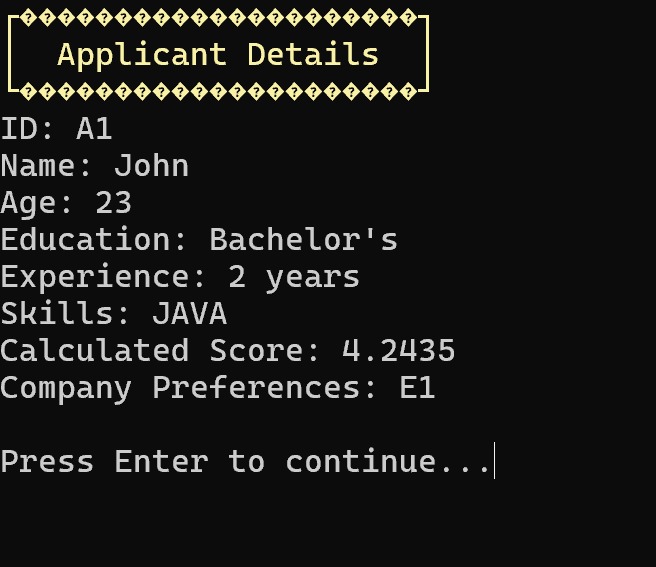 ┌����������������������┐
│  Applicant Details  │
└����������������������┘
ID: A1
Name: John
Age: 23
Education: Bachelor's
Experience: 2 years
Skills: JAVA
Calculated Score: 4.2435
Company Preferences: E1
Press Enter to continue...